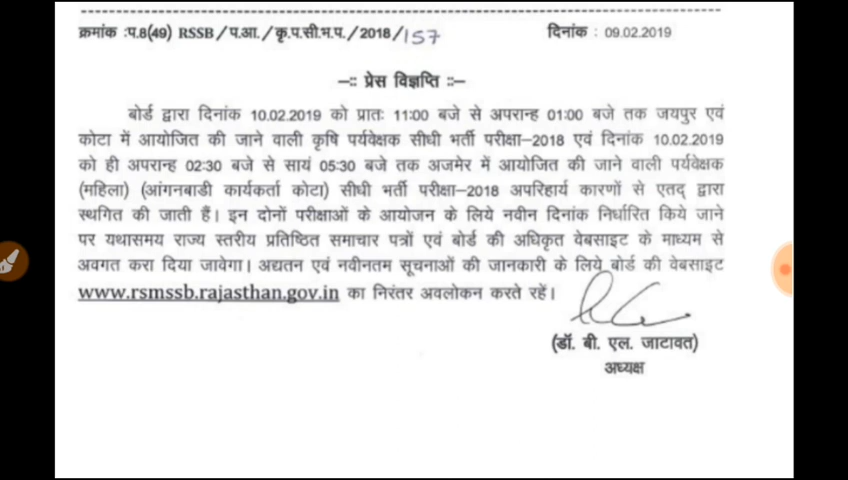 क्रमांक :प.8(49) RSSB/प.आ./कृ.प.सी.भ.प./2018/157 दिनांक : 09.02.2019
–:: प्रेस विज्ञप्ति ::–
बोर्ड द्वारा दिनांक 10.02.2019 को प्रातः 11:00 बजे से अपरान्ह 01:00 बजे तक जयपुर एवं
कोटा में आयोजित की जाने वाली कृषि पर्यवेक्षक सीधी भर्ती परीक्षा–2018 एवं दिनांक 10.02.2019
को ही अपरान्ह 02:30 बजे से सायं 05:30 बजे तक अजमेर में आयोजित की जाने वाली पर्यवेक्षक
(महिला) (आंगनबाडी कार्यकर्ता कोटा) सीधी भर्ती परीक्षा–2018 अपरिहार्य कारणों से एतद् द्वारा
स्थगित की जाती हैं। इन दोनों परीक्षाओं के आयोजन के लिये नवीन दिनांक निर्धारित किये जाने
पर यथासमय राज्य स्तरीय प्रतिष्ठित समाचार पत्रों एवं बोर्ड की अधिकृत वेबसाइट के माध्यम से
अवगत करा दिया जावेगा। अद्यतन एवं नवीनतम सूचनाओं की जानकारी के लिये बोर्ड की वेबसाइट
www.rsmssb.rajasthan.gov.in का निरंतर अवलोकन करते रहें।
(डॉ. बी. एल. जाटावत)
अध्यक्ष